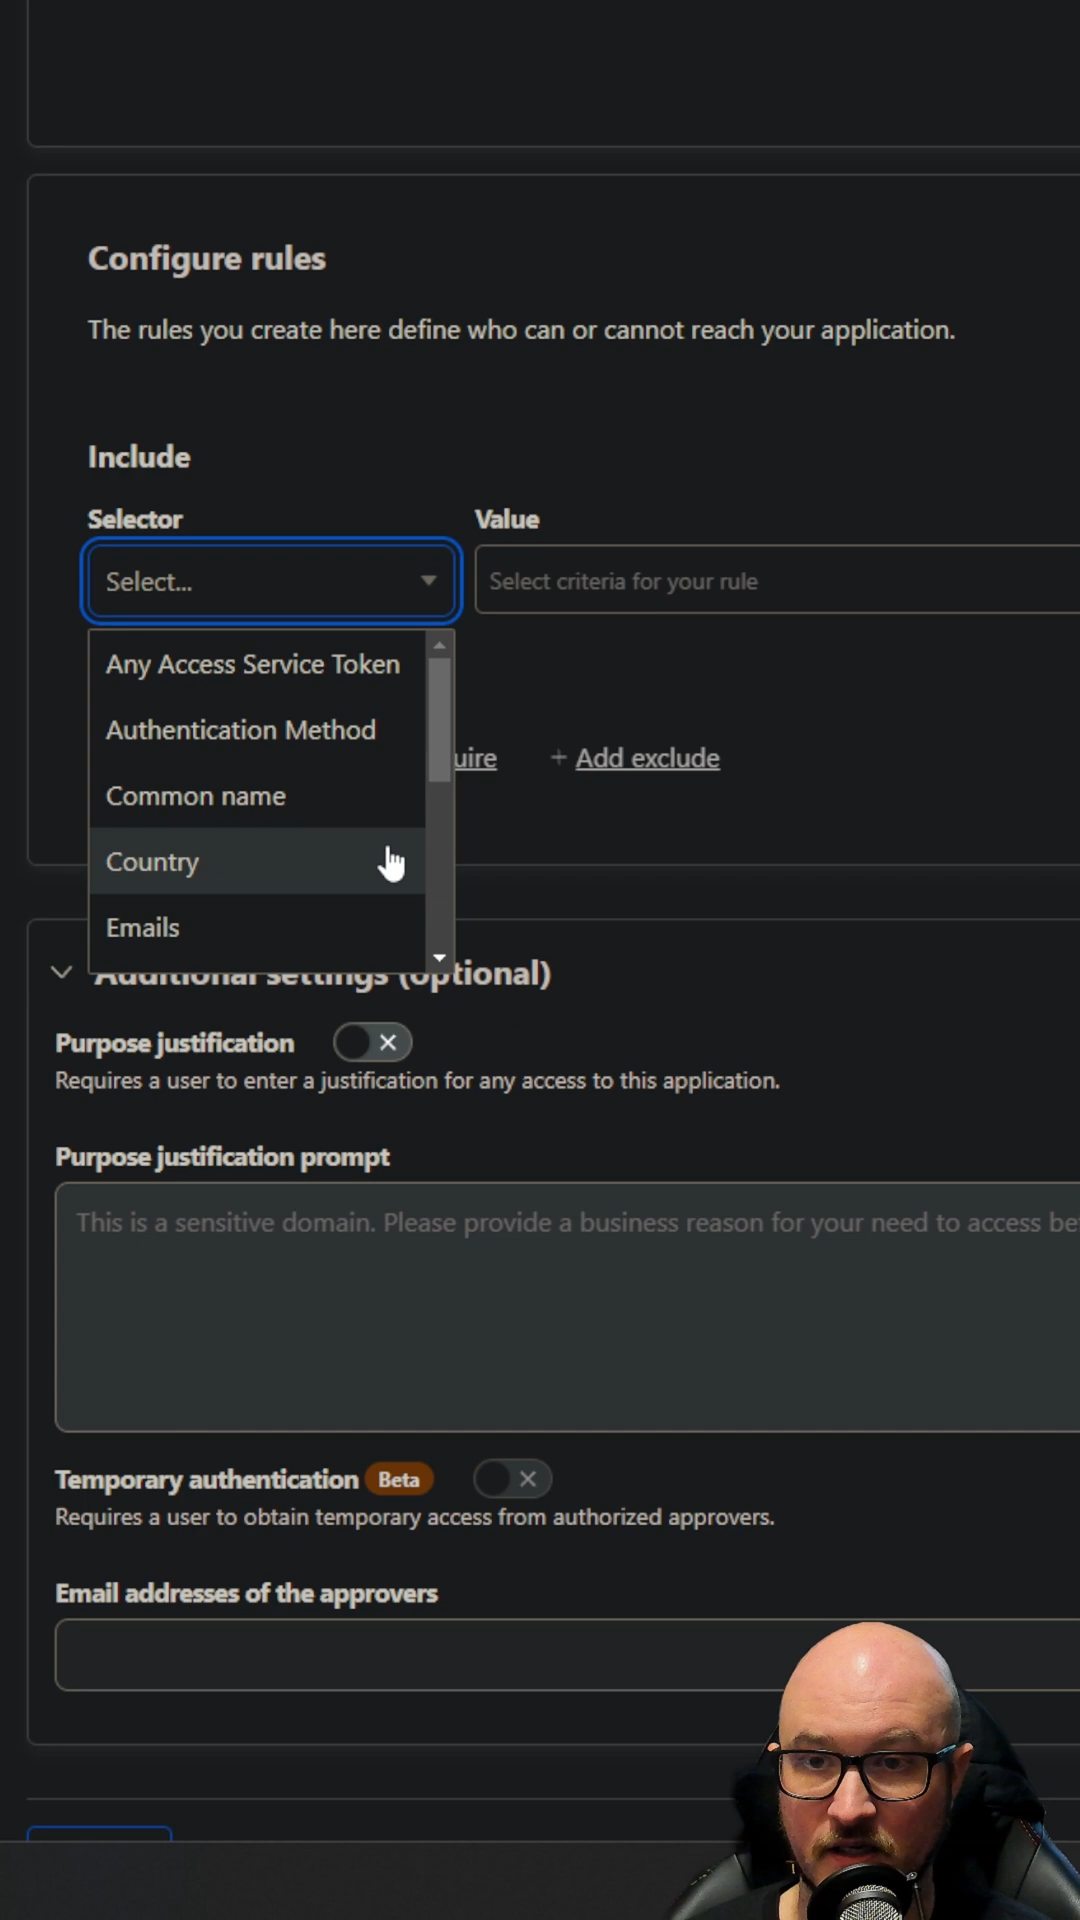 Configure rules
The rules you create here define who can or cannot reach your application.
Include
Selector
Value
Select...
Select criteria for your rule
Any Access Service Token
Authentication Method
Common name
Country
Emails
uire
+ Add exclude
Additional settings (optional)
Purpose justification
Requires a user to enter a justification for any access to this application.
Purpose justification prompt
This is a sensitive domain. Please provide a business reason for your need to access be
Temporary authentication Beta
Requires a user to obtain temporary access from authorized approvers.
Email addresses of the approvers